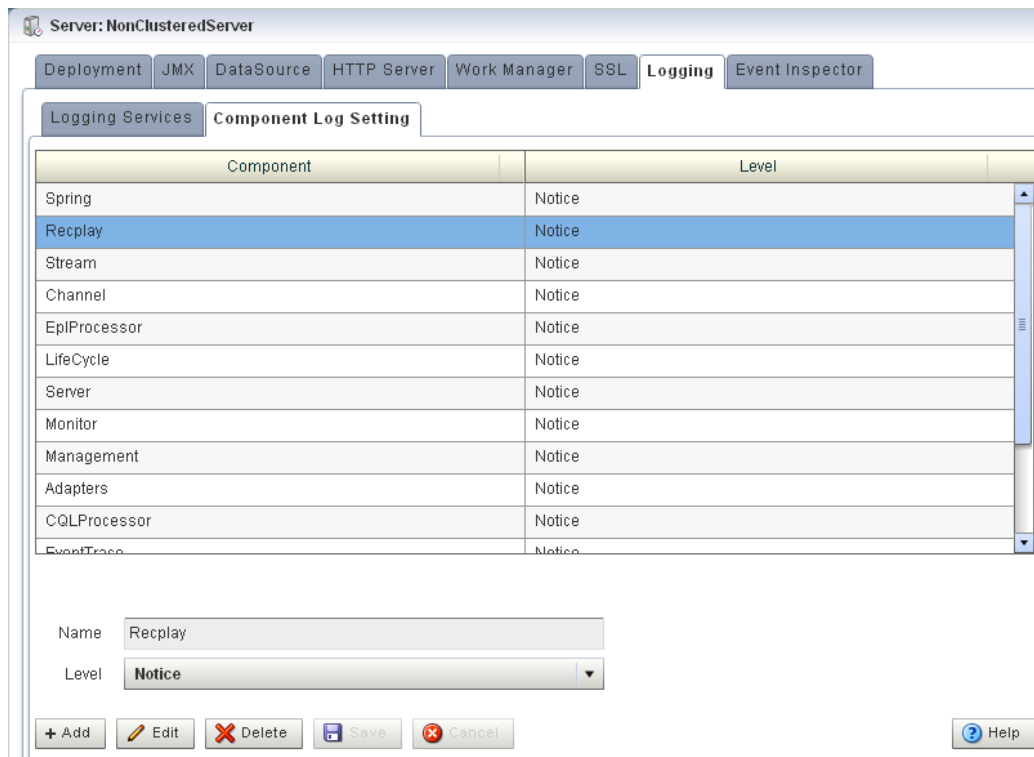 Server: NonClusteredServer
Deployment JMX DataSource HTTP Server Work Manager SSL Logging Event Inspector
Logging Services Component Log Setting
Component Level
Spring Notice
Recplay Notice
Stream Notice
Channel Notice
EplProcessor Notice
LifeCycle Notice
Server Notice
Monitor Notice
Management Notice
Adapters Notice
CQLProcessor Notice
EventTrace Notice
Name Recplay
Level Notice
+ Add Edit Delete Save Cancel ? Help